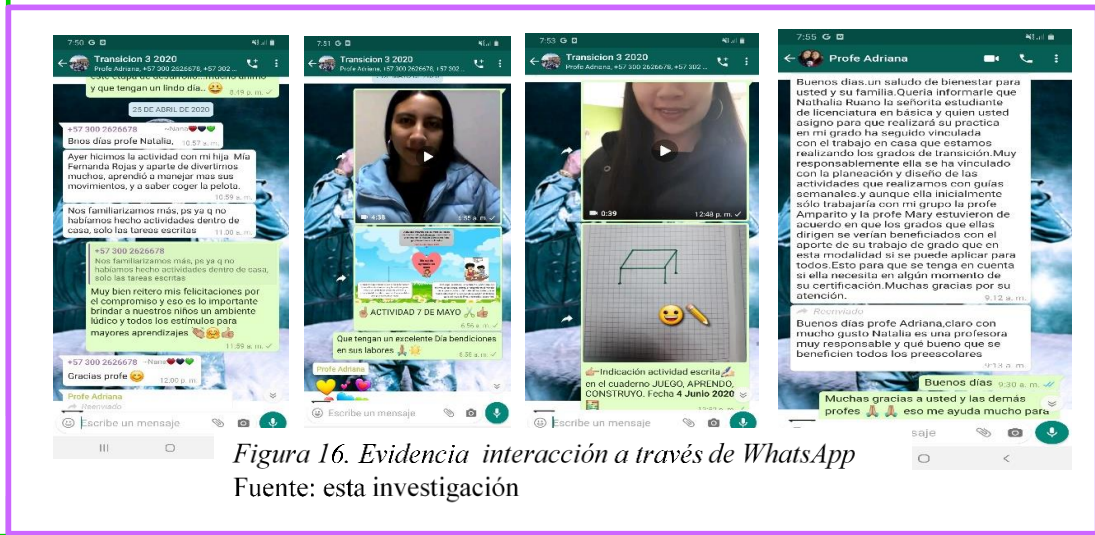 7:50 G
Transicion 3 2020
Profe Adriana, +57 300 2626678, +57 302 ...
este etapa de desarrollo...mucho animo
y que tengan un lindo día..
8:19 p. m.
25 DE ABRIL DE 2020
+57 300 2626678 ~Nana
Bnos días profe Natalia, 10:57 a. m.
Ayer hicimos la actividad con mi hija Mía
Fernanda Rojas y aparte de divertirnos
muchos, aprendió a manejar mas sus
movimientos, y a saber coger la pelota.
10:59 a. m.
Nos familiarizamos más, ps ya q no
habíamos hecho actividades dentro de
casa, solo las tareas escritas 11:00 a. m.
+57 300 2626678
Nos familiarizamos más, ps ya q no
habíamos hecho actividades dentro de casa,
solo las tareas escritas
Muy bien reitero mis felicitaciones por
el compromiso y eso es lo importante
brindar a nuestros niños un ambiente
lúdico y todos los estímulos para
mayores aprendizajes
11:59 a. m.
+57 300 2626678 ~Nana
Gracias profe 12:00 p. m.
Profe Adriana
Reenviado
Escribe un mensaje
7:51 G
Transicion 3 2020
Profe Adriana, +57 300 2626678, +57 302 ...
4:38
6:56 a. m.
ACTIVIDAD 7 DE MAYO
6:56 a. m.
Que tengan un excelente Día bendiciones
en sus labores
6:56 a. m.
Profe Adriana
Escribe un mensaje
7:53 G
Transicion 3 2020
Profe Adriana, +57 300 2626678, +57 302 ...
0:39
12:48 p. m.
Indicación actividad escrita
en el cuaderno JUEGO, APRENDO,
CONSTRUYO. Fecha 4 Junio 2020
Escribe un mensaje
7:55 G
Profe Adriana
Buenos dias.un saludo de bienestar para
usted y su familia.Queria informarle que
Nathalia Ruano la señorita estudiante
de licenciatura en básica y quien usted
asigno para que realizará su practica
en mi grado ha seguido vinculada
con el trabajo en casa que estamos
realizando los grados de transición.Muy
responsablemente ella se ha vinculado
con la planeación y diseño de las
actividades que realizamos con guías
semanales.y aunque ella inicialmente
sólo trabajaría con mi grupo la profe
Amparito y la profe Mary estuvieron de
acuerdo en que los grados que ellas
dirigen se verían beneficiados con el
aporte de su trabajo de grado que en
esta modalidad si se puede aplicar para
todos.Esto para que se tenga en cuenta
si ella necesita en algún momento de
su certificación.Muchas gracias por su
atención.
9:12 a. m.
Reenviado
Buenos días profe Adriana,claro con
mucho gusto Natalia es una profesora
muy responsable y qué bueno que se
beneficien todos los preescolares
9:13 a. m.
Buenos días 9:30 a. m.
Muchas gracias a usted y las demás
profes eso me ayuda mucho para
saje
Figura 16. Evidencia interacción a través de WhatsApp
Fuente: esta investigación